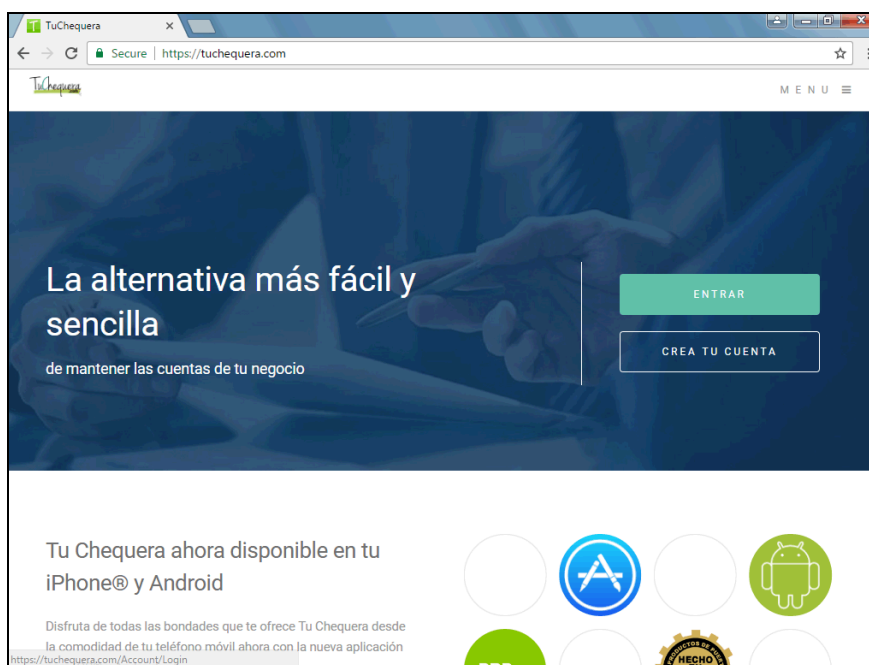 TuChequera
Secure | https://tuchequera.com
TuChequera
MENU
La alternativa más fácil y
sencilla
de mantener las cuentas de tu negocio
ENTRAR
CREA TU CUENTA
Tu Chequera ahora disponible en tu
iPhone® y Android
Disfruta de todas las bondades que te ofrece Tu Chequera desde
la comodidad de tu teléfono móvil ahora con la nueva aplicación
HECHO
https://tuchequera.com/Account/Login